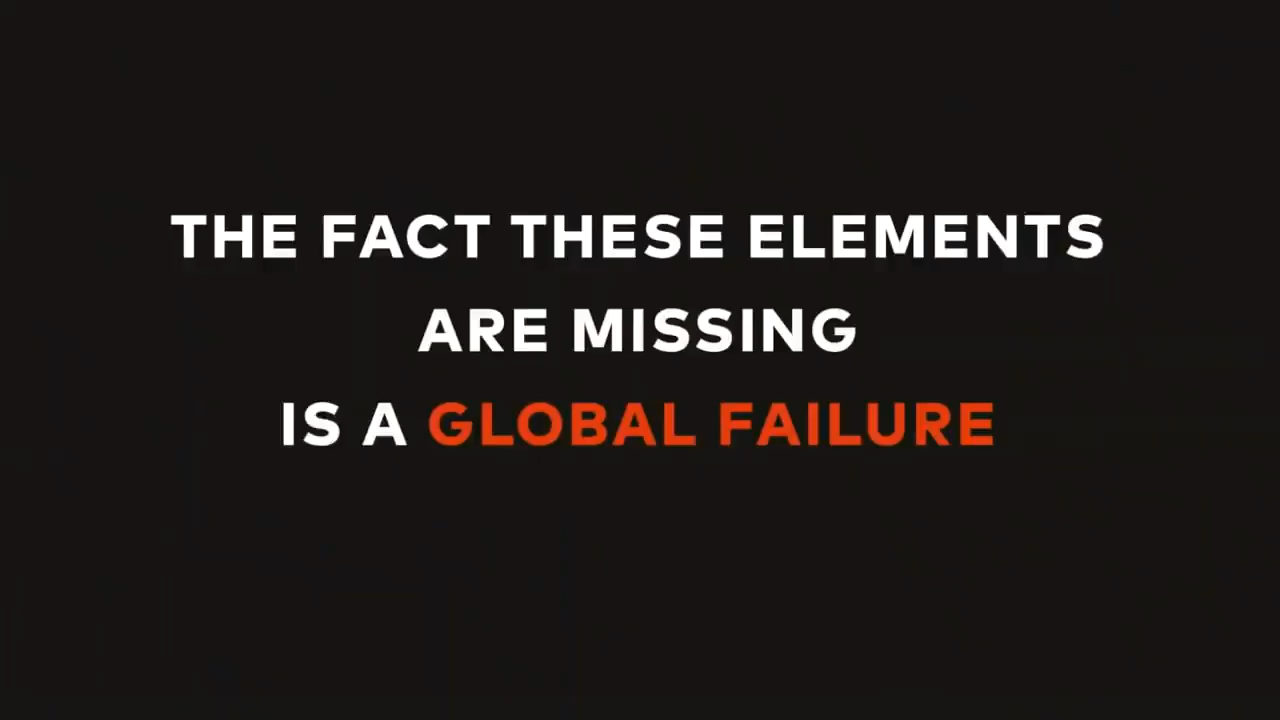 THE FACT THESE ELEMENTS
ARE MISSING
IS A GLOBAL FAILURE